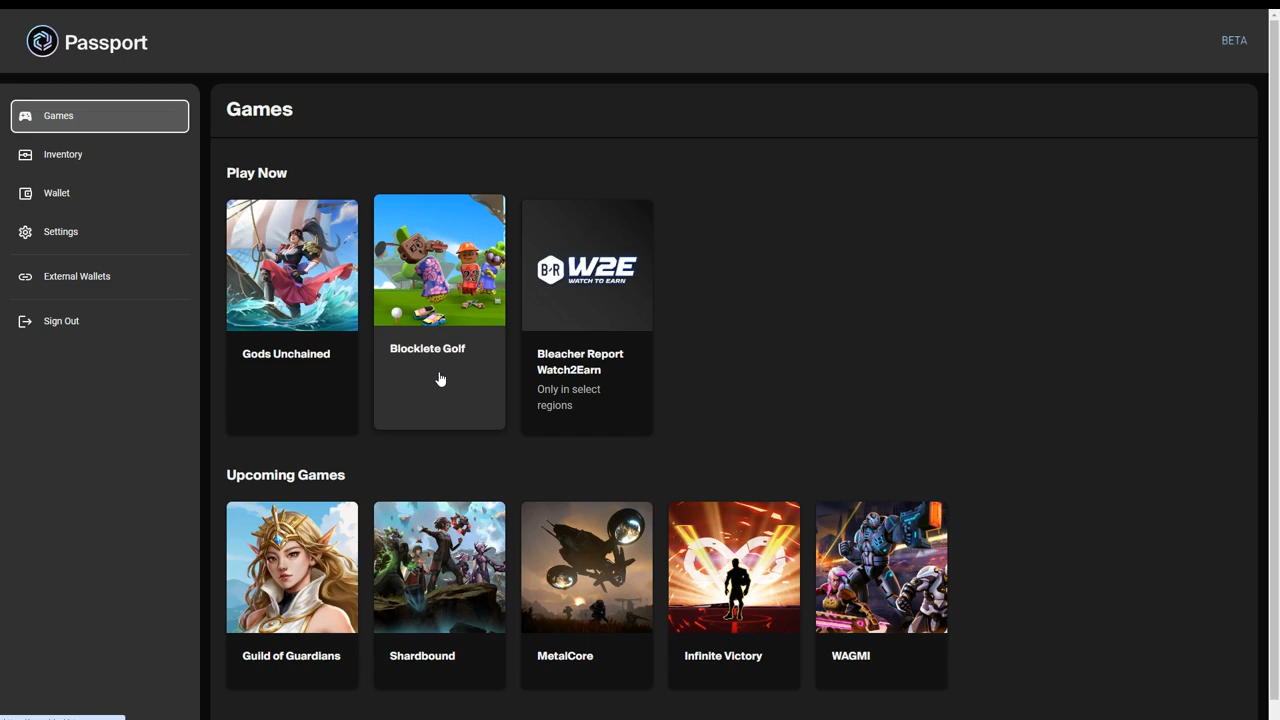 Passport
BETA
Games
Inventory
Wallet
Settings
External Wallets
Sign Out
Games
Play Now
B/R W2E
WATCH TO EARN
Gods Unchained
Blocklete Golf
Bleacher Report
Watch2Earn
Only in select
regions
Upcoming Games
Guild of Guardians
Shardbound
MetalCore
Infinite Victory
WAGMI